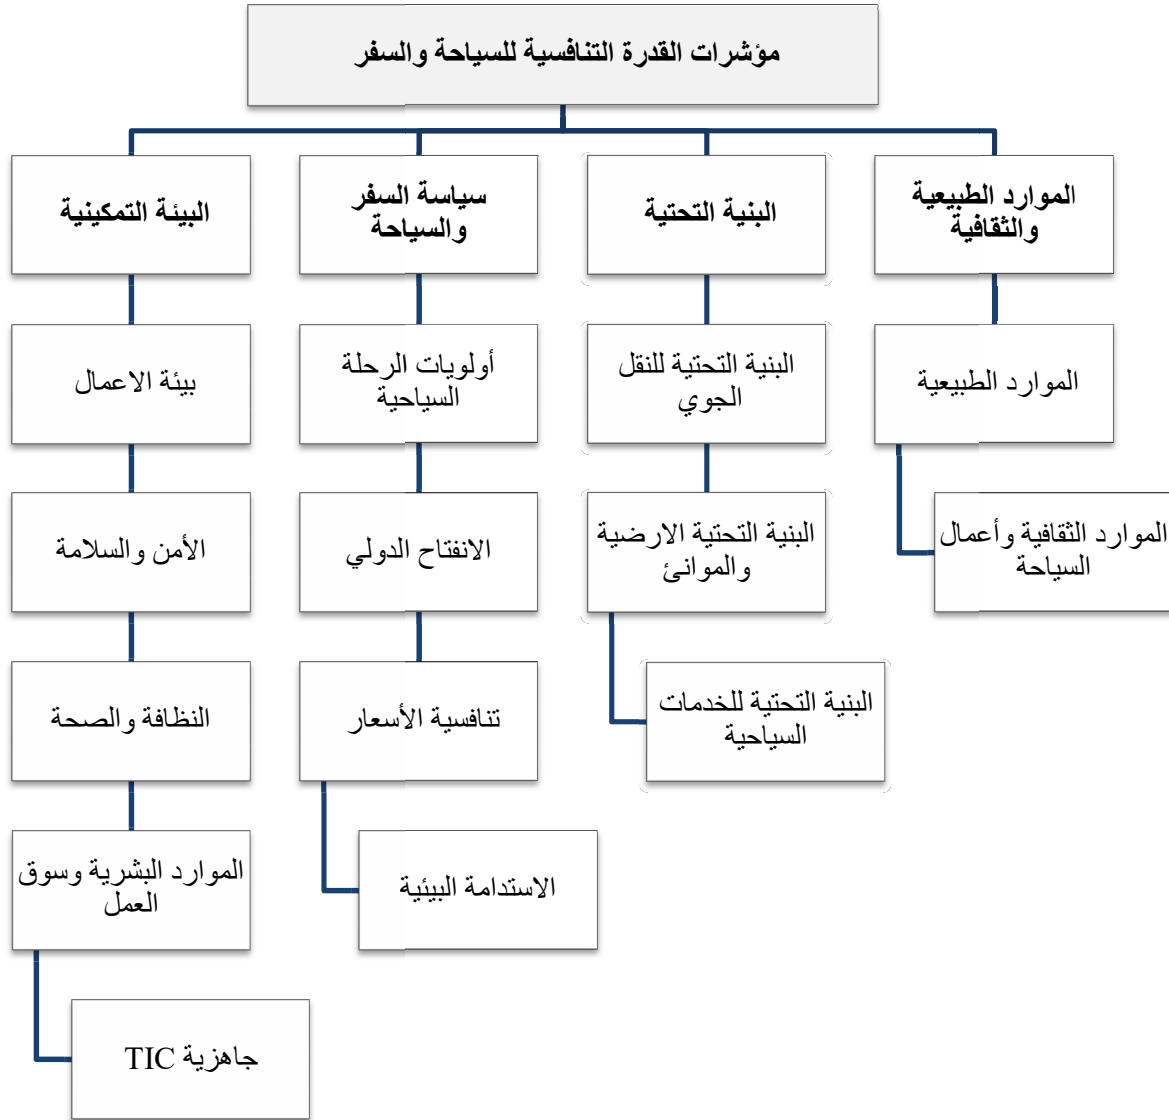 مؤشرات القدرة التنافسية للسياحة والسفر
الموارد الطبيعية
والثقافية
البنية التحتية
سياسة السفر
والسياحة
البيئة التمكينية
الموارد الطبيعية
البنية التحتية للنقل
الجوي
أولويات الرحلة
السياحية
بيئة الاعمال
الموارد الثقافية وأعمال
السياحة
البنية التحتية الارضية
والموانئ
الانفتاح الدولي
الأمن والسلامة
البنية التحتية للخدمات
السياحية
تنافسية الأسعار
النظافة والصحة
الاستدامة البيئية
الموارد البشرية وسوق
العمل
جاهزية TIC